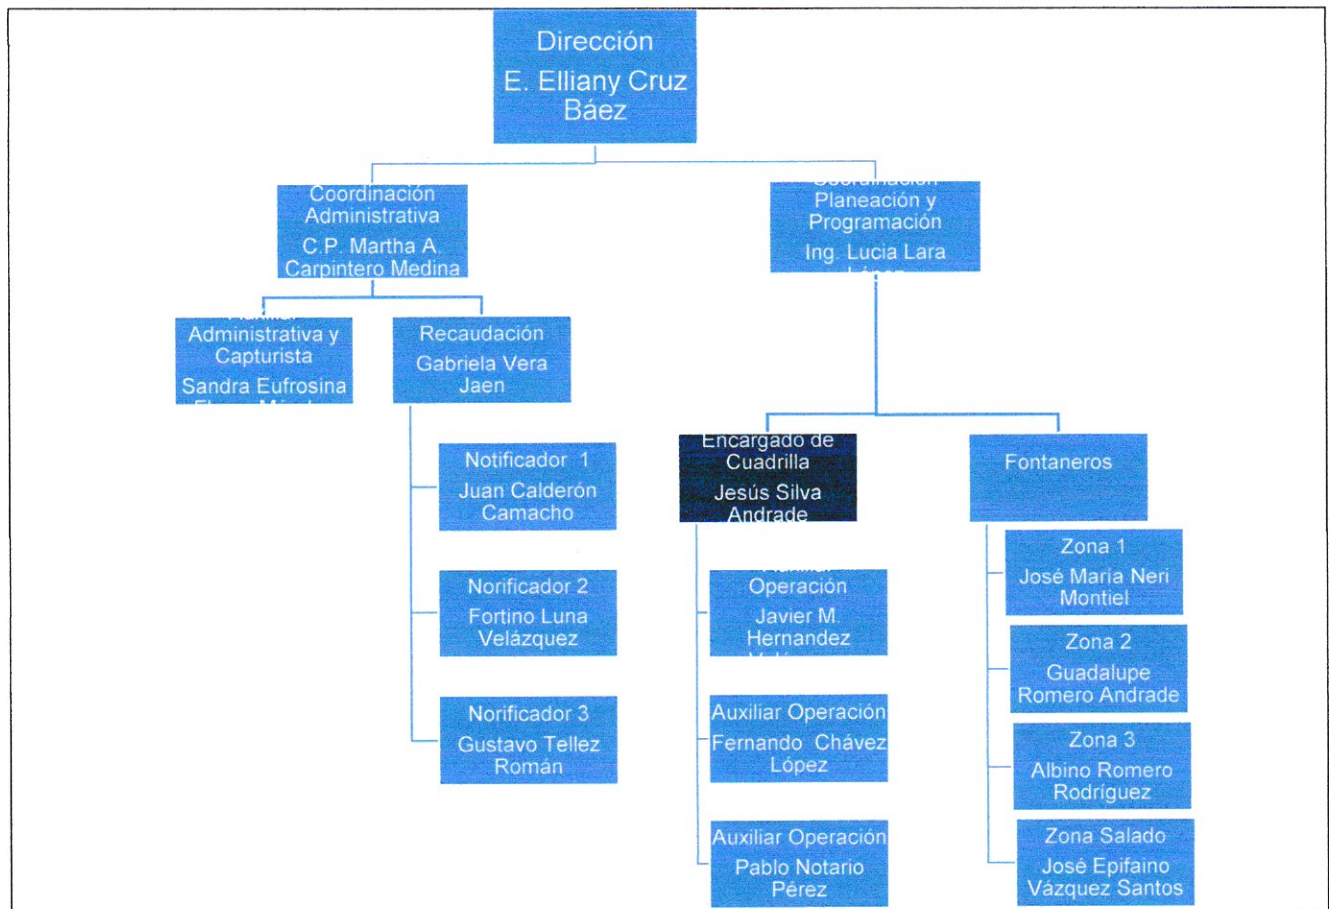 Dirección
E. Elliany Cruz
Báez
Coordinación
Administrativa
C.P. Martha A.
Carpintero Medina
Coordinación
Planeación y
Programación
Ing. Lucia Lara
López
Administrativa y
Capturista
Sandra Eufrosina
Recaudación
Gabriela Vera
Jaen
Notificador 1
Juan Calderón
Camacho
Norificador 2
Fortino Luna
Velázquez
Norificador 3
Gustavo Tellez
Román
Encargado de
Cuadrilla
Jesús Silva
Andrade
Auxiliar
Operación
Javier M.
Hernandez
Auxiliar Operación
Fernando Chávez
López
Auxiliar Operación
Pablo Notario
Pérez
Fontaneros
Zona 1
José María Neri
Montiel
Zona 2
Guadalupe
Romero Andrade
Zona 3
Albino Romero
Rodríguez
Zona Salado
José Epifaino
Vázquez Santos